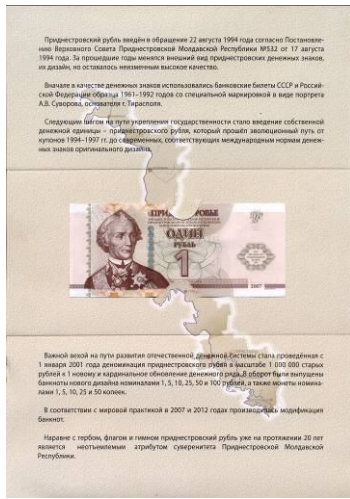 Приднестровский рубль введён в обращение 22 августа 1994 года согласно Постановле-
нию Верховного Совета Приднестровской Молдавской Республики №532 от 17 августа
1994 года. За прошедшие годы менялся внешний вид приднестровских денежных знаков,
их дизайн, но оставалось неизменным высокое качество.
Вначале в качестве денежных знаков использовались банковские билеты СССР и Россий-
ской Федерации образца 1961–1992 годов со специальной маркировкой в виде портрета
А.В. Суворова, основателя г. Тирасполя.
Следующим шагом на пути укрепления государственности стало введение собственной
денежной единицы – приднестровского рубля, который прошёл эволюционный путь от
купонов 1994–1997 гг. до современных, соответствующих международным нормам денеж-
ных знаков оригинального дизайна.
ПРИДНЕСТРОВЬЕ
ОДИН
РУБЛЬ
1
2007
Важной вехой на пути развития отечественной денежной системы стала проведённая с
1 января 2001 года деноминация приднестровского рубля в масштабе 1 000 000 старых
рублей к 1 новому и кардинальное обновление денежного ряда. В оборот были выпущены
банкноты нового дизайна номиналами 1, 5, 10, 25, 50 и 100 рублей, а также монеты номина-
лами 1, 5, 10, 25 и 50 копеек.
В соответствии с мировой практикой в 2007 и 2012 годах производилась модификация
банкнот.
Наравне с гербом, флагом и гимном приднестровский рубль уже на протяжении 20 лет
является неотъемлемым атрибутом суверенитета Приднестровской Молдавской
Республики.